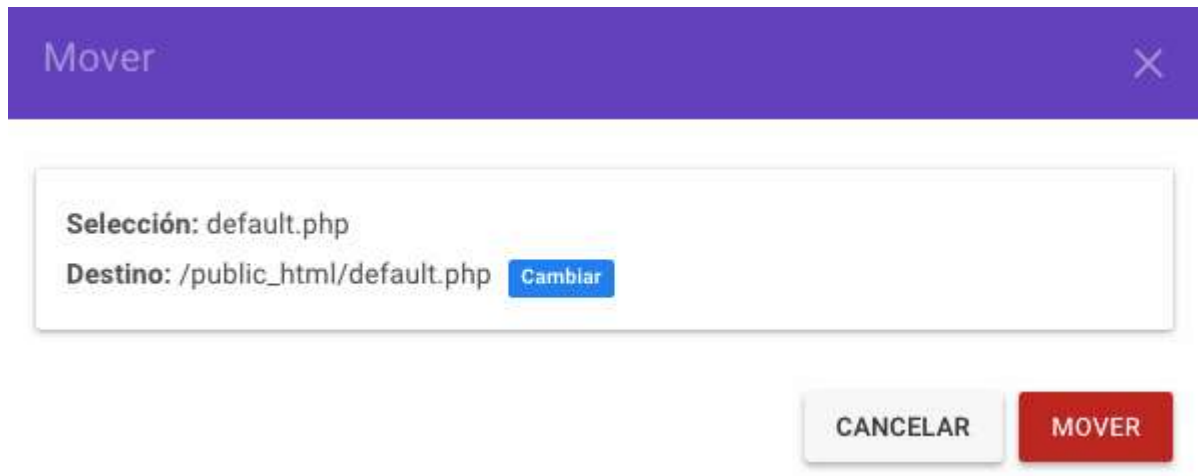 Mover
Selección: default.php
Destino: /public_html/default.php Cambiar
CANCELAR MOVER